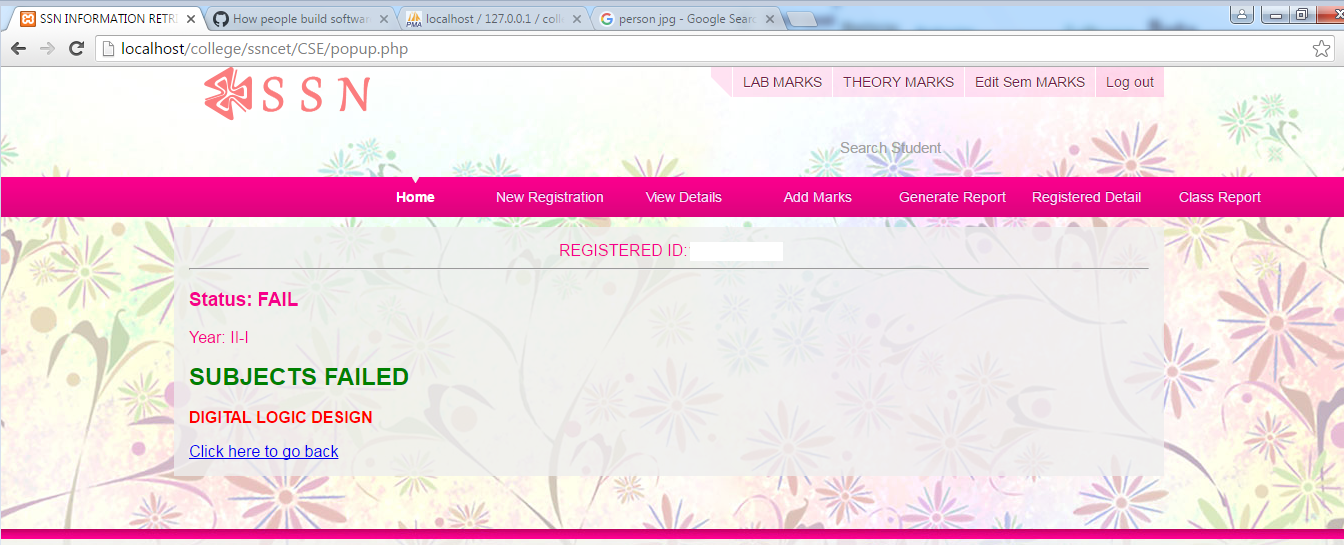 SSN INFORMATION RETRI
How people build softwar
localhost / 127.0.0.1 / colle
person jpg - Google Searc
localhost/college/ssncet/CSE/popup.php
SSN
LAB MARKS THEORY MARKS Edit Sem MARKS Log out
Search Student
Home New Registration View Details Add Marks Generate Report Registered Detail Class Report
REGISTERED ID:
Status: FAIL
Year: II-I
SUBJECTS FAILED
DIGITAL LOGIC DESIGN
Click here to go back